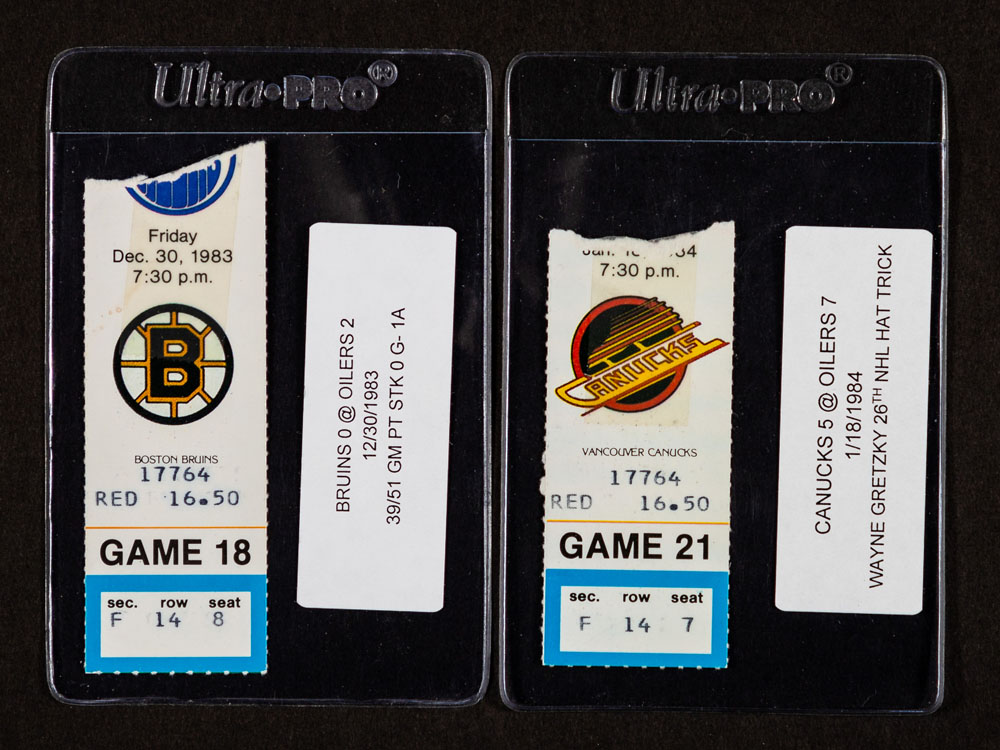 Ultra•PRO®
Friday
Dec. 30, 1983
7:30 p.m.
B
BOSTON BRUINS
17764
RED 16.50
GAME 18
sec. row seat
F 14 8
BRUINS 0 @ OILERS 2
12/30/1983
39/51 GM PT STK 0 G- 1A
Ultra•PRO®
7:30 p.m.
CANUCKS
VANCOUVER CANUCKS
17764
RED 16.50
GAME 21
sec. row seat
F 14 7
CANUCKS 5 @ OILERS 7
1/18/1984
WAYNE GRETZKY 26TH NHL HAT TRICK